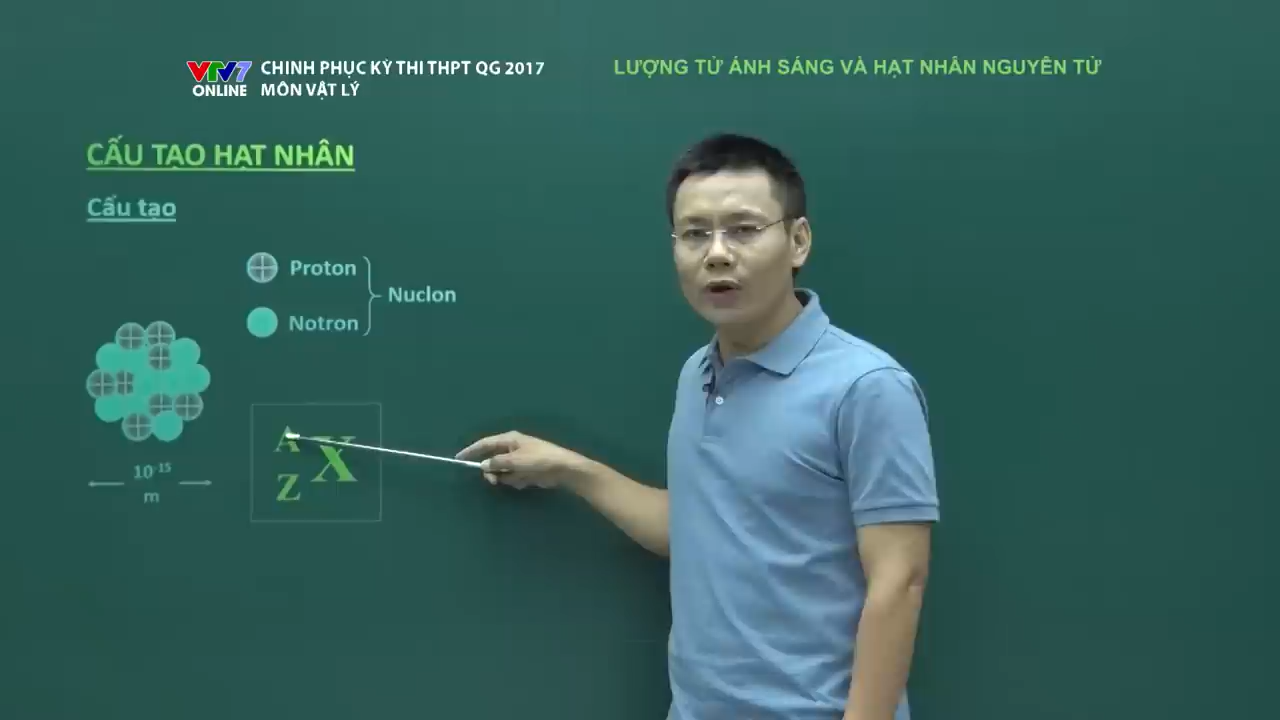 VTV7
ONLINE
CHINH PHỤC KỲ THI THPT QG 2017
MÔN VẬT LÝ
LƯỢNG TỬ ÁNH SÁNG VÀ HẠT NHÂN NGUYÊN TỬ
CẤU TẠO HẠT NHÂN
Cấu tạo
Proton
Nuclon
Notron
A
X
Z
10-15
m